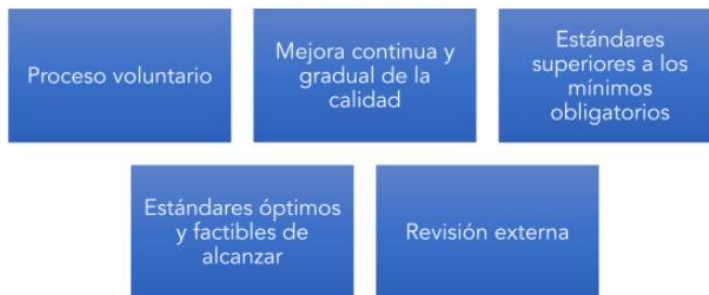 Proceso voluntario
Mejora continua y
gradual de la
calidad
Estándares
superiores a los
mínimos
obligatorios
Estándares óptimos
y factibles de
alcanzar
Revisión externa